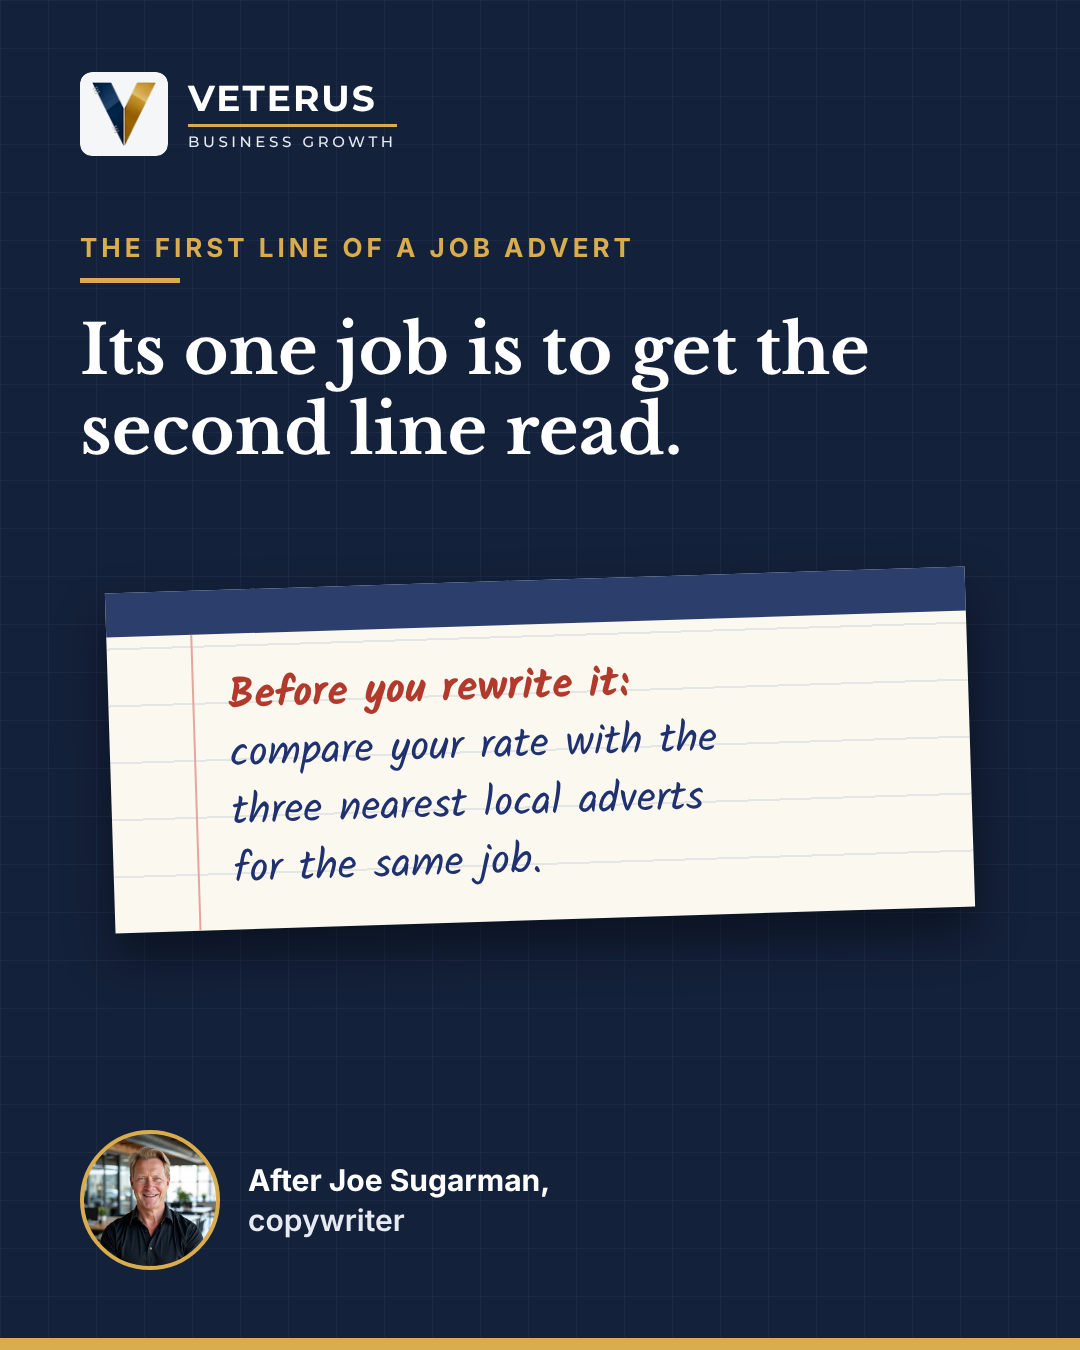 VETERUS
BUSINESS GROWTH
THE FIRST LINE OF A JOB ADVERT
Its one job is to get the
second line read.
Before you rewrite it:
compare your rate with the
three nearest local adverts
for the same job.
After Joe Sugarman,
copywriter